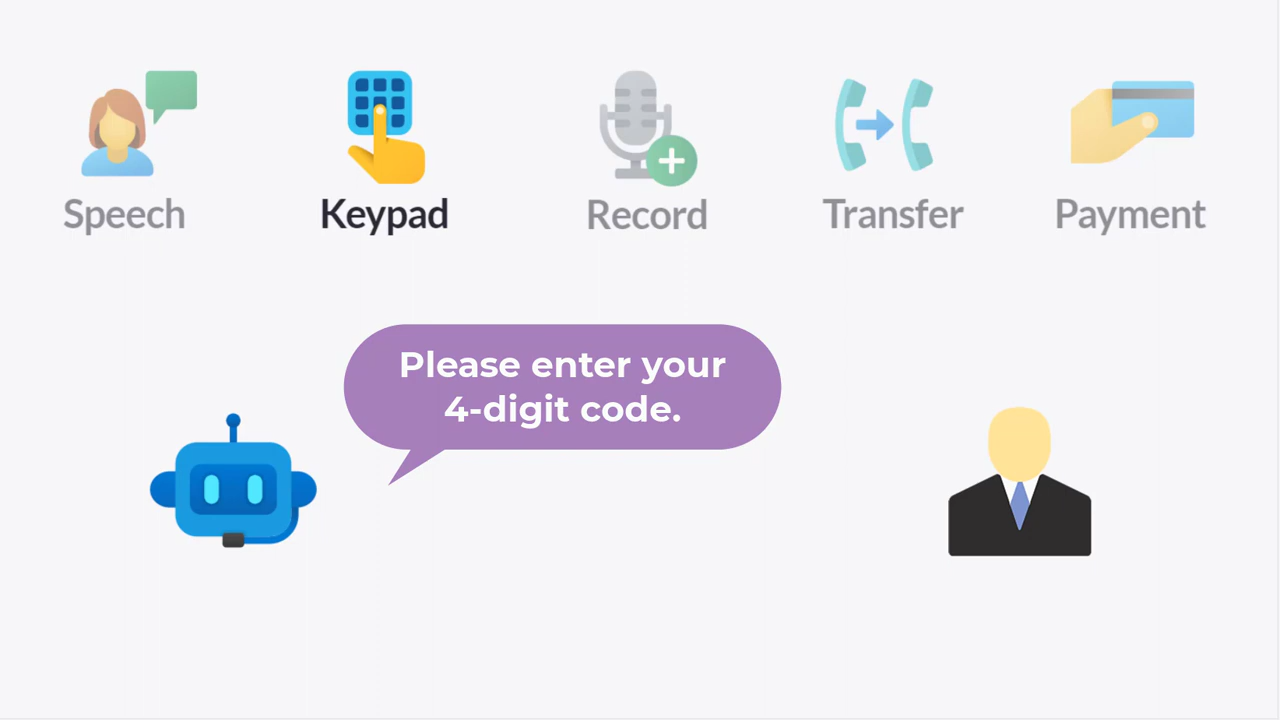 Speech
Keypad
Record
Transfer
Payment
Please enter your
4-digit code.